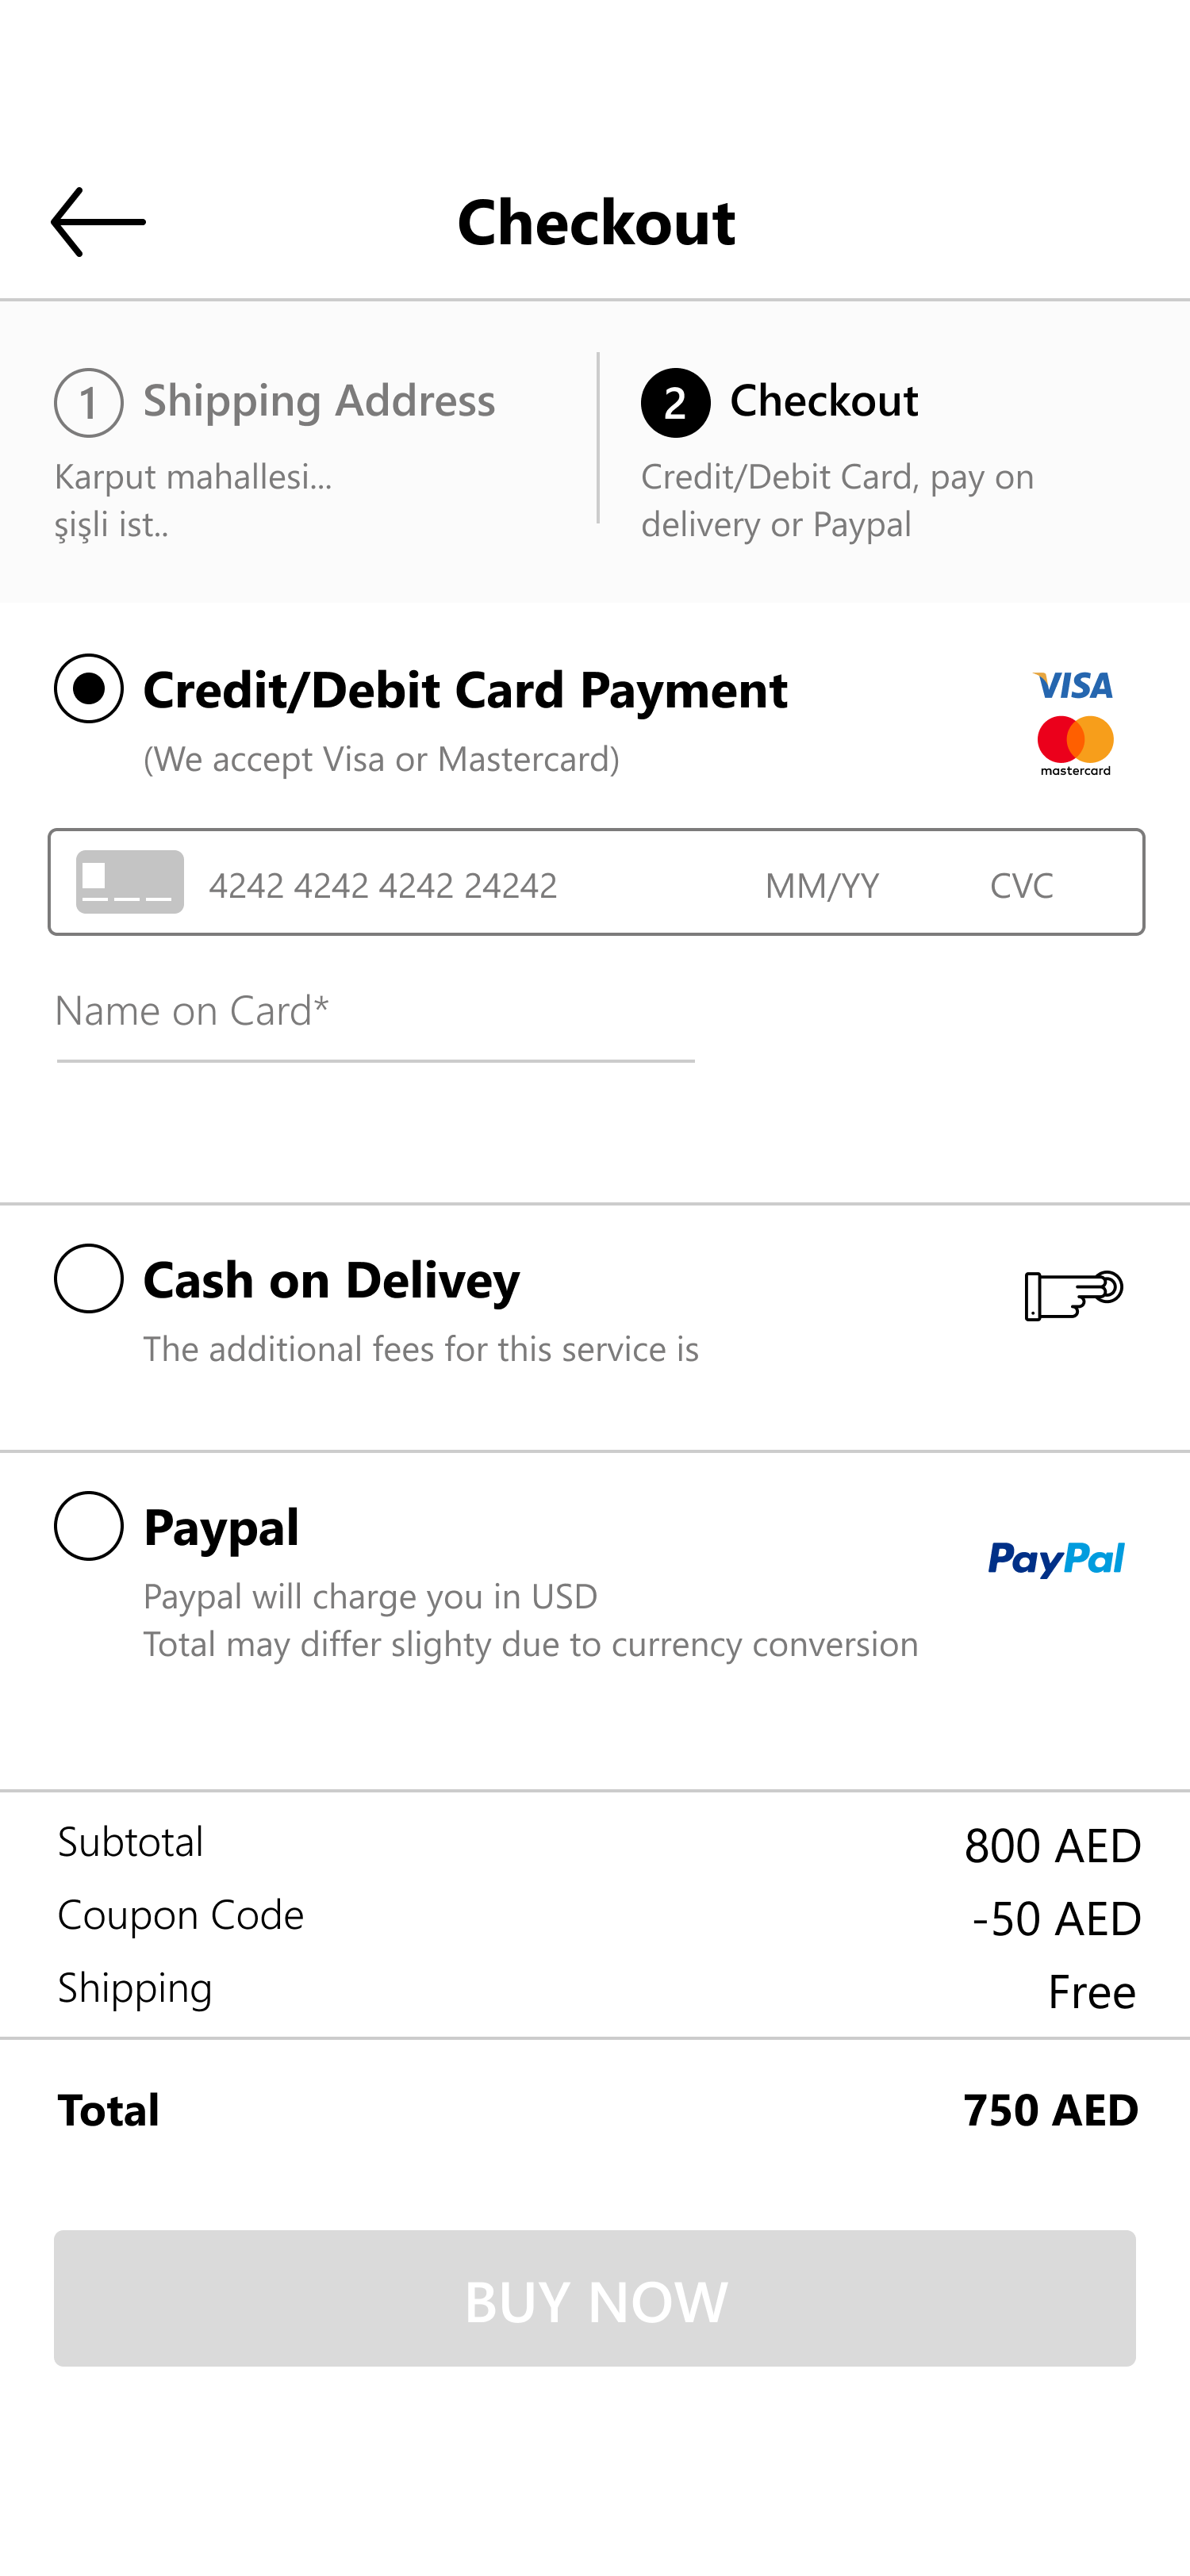 Checkout
1 Shipping Address
Karput mahallesi...
şişli ist..
2 Checkout
Credit/Debit Card, pay on
delivery or Paypal
Credit/Debit Card Payment
(We accept Visa or Mastercard)
VISA
mastercard
4242 4242 4242 24242 MM/YY CVC
Name on Card*
Cash on Delivey
The additional fees for this service is
Paypal
Paypal will charge you in USD
Total may differ slighty due to currency conversion
PayPal
Subtotal 800 AED
Coupon Code -50 AED
Shipping Free
Total 750 AED
BUY NOW